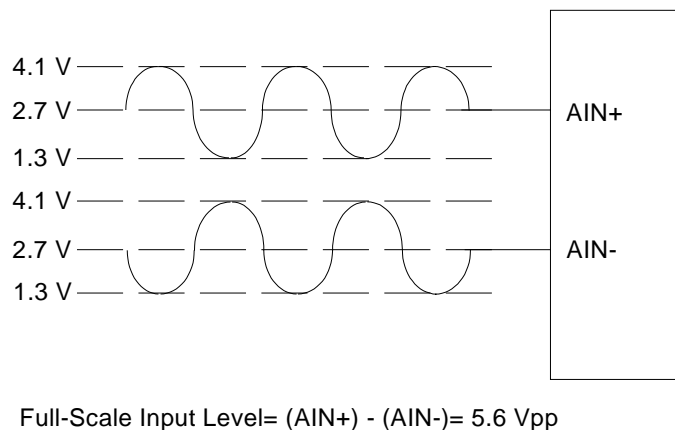 4.1 V
2.7 V
AIN+
1.3 V
4.1 V
2.7 V
AIN-
1.3 V
Full-Scale Input Level= (AIN+) - (AIN-)= 5.6 Vpp